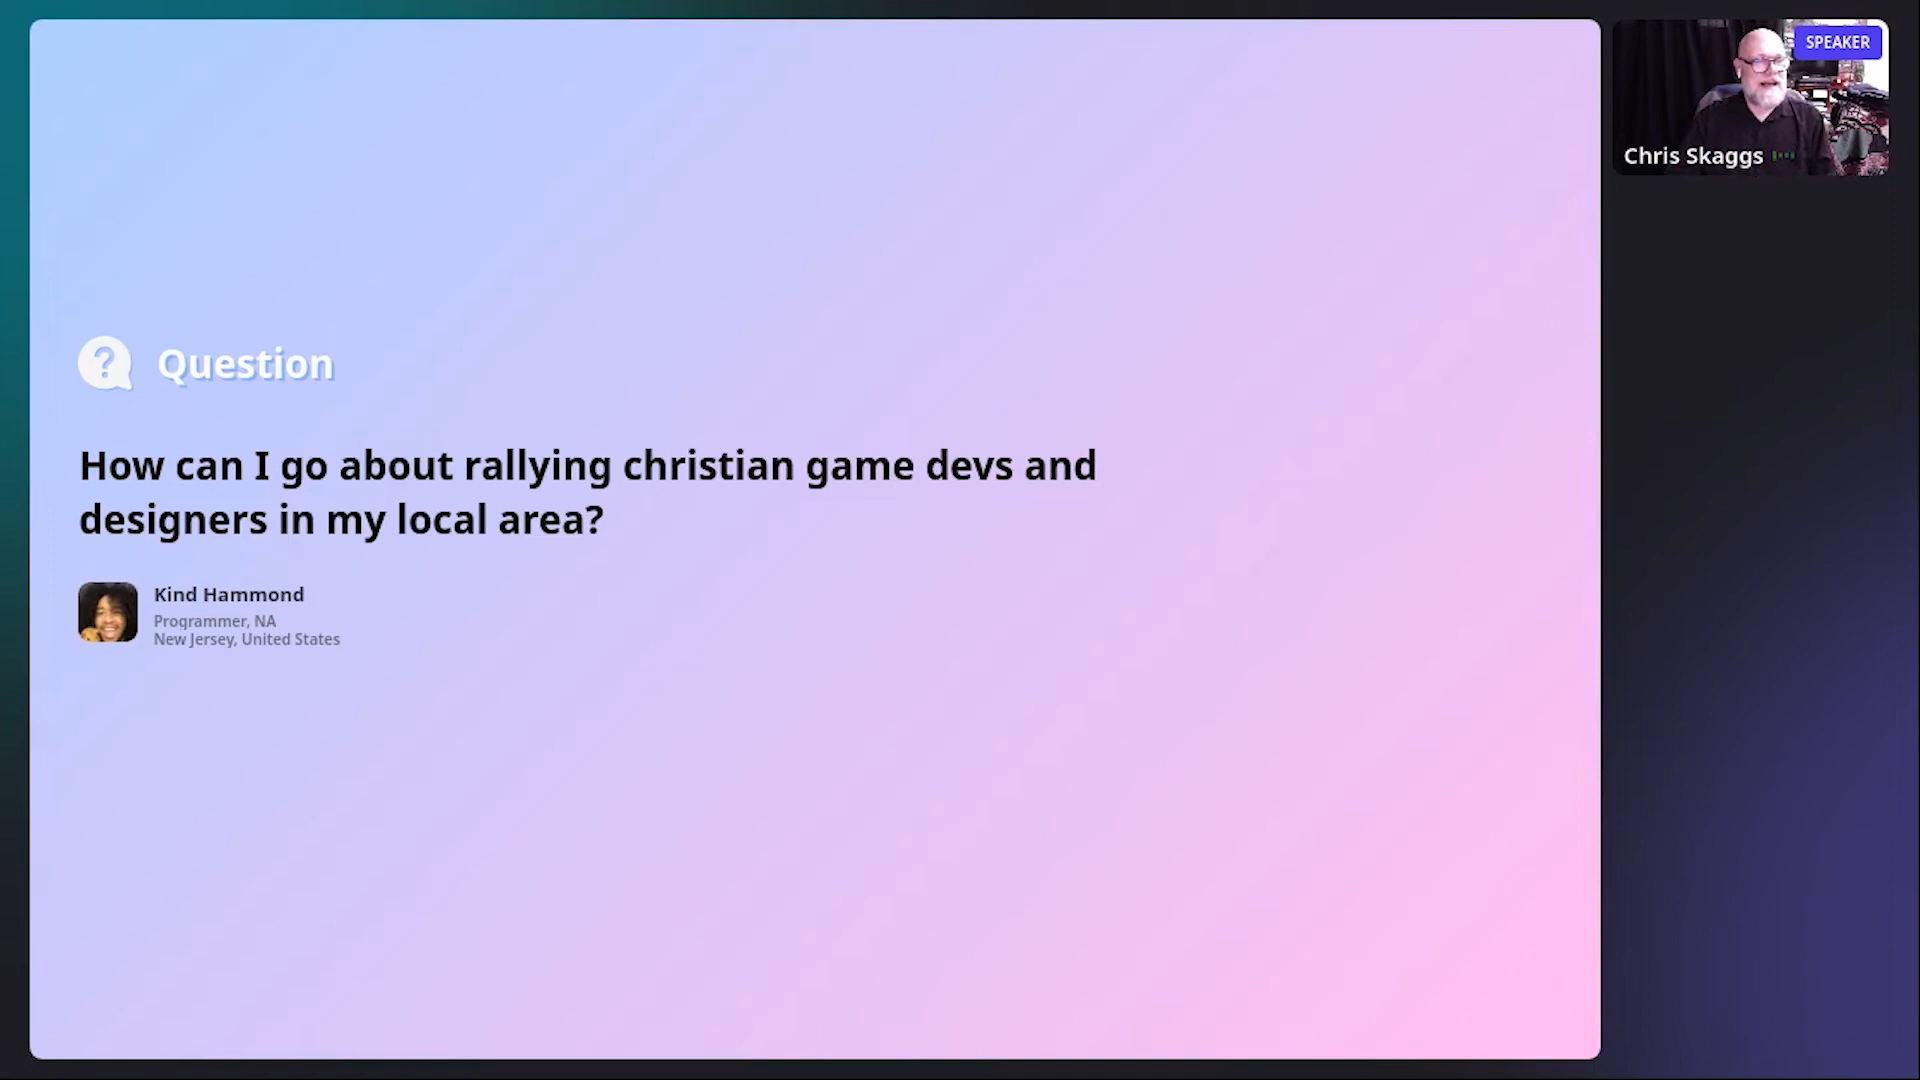 SPEAKER
Chris Skaggs
Question
How can I go about rallying christian game devs and
designers in my local area?
Kind Hammond
Programmer, NA
New Jersey, United States